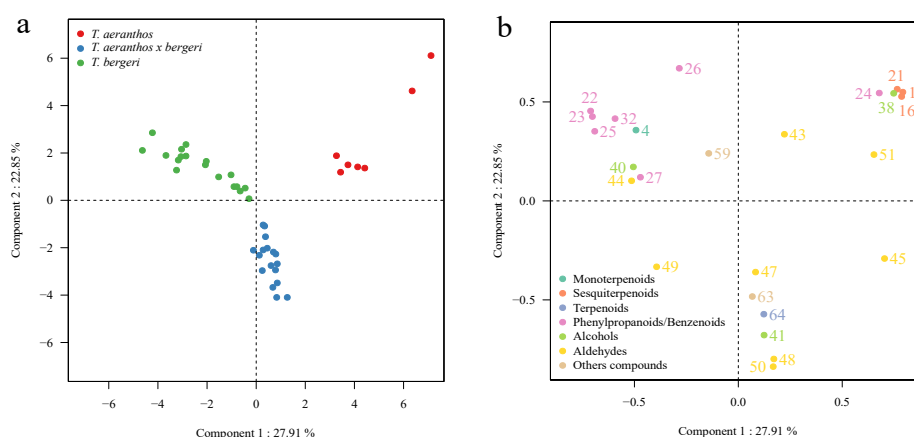 a
T. aeranthos
T. aeranthos x bergeri
T. bergeri
Component 2 : 22.85 %
6
4
2
0
−2
−4
−6
−6
−4
−2
0
2
4
6
Component 1 : 27.91 %
b
26
21
24
1
38
16
22
23
32
25
4
43
59
51
40
27
44
49
47
45
63
64
41
48
50
Monoterpenoids
Sesquiterpenoids
Terpenoids
Phenylpropanoids/Benzenoids
Alcohols
Aldehydes
Others compounds
Component 2 : 22.85 %
0.5
0.0
−0.5
−0.5
0.0
0.5
Component 1 : 27.91 %